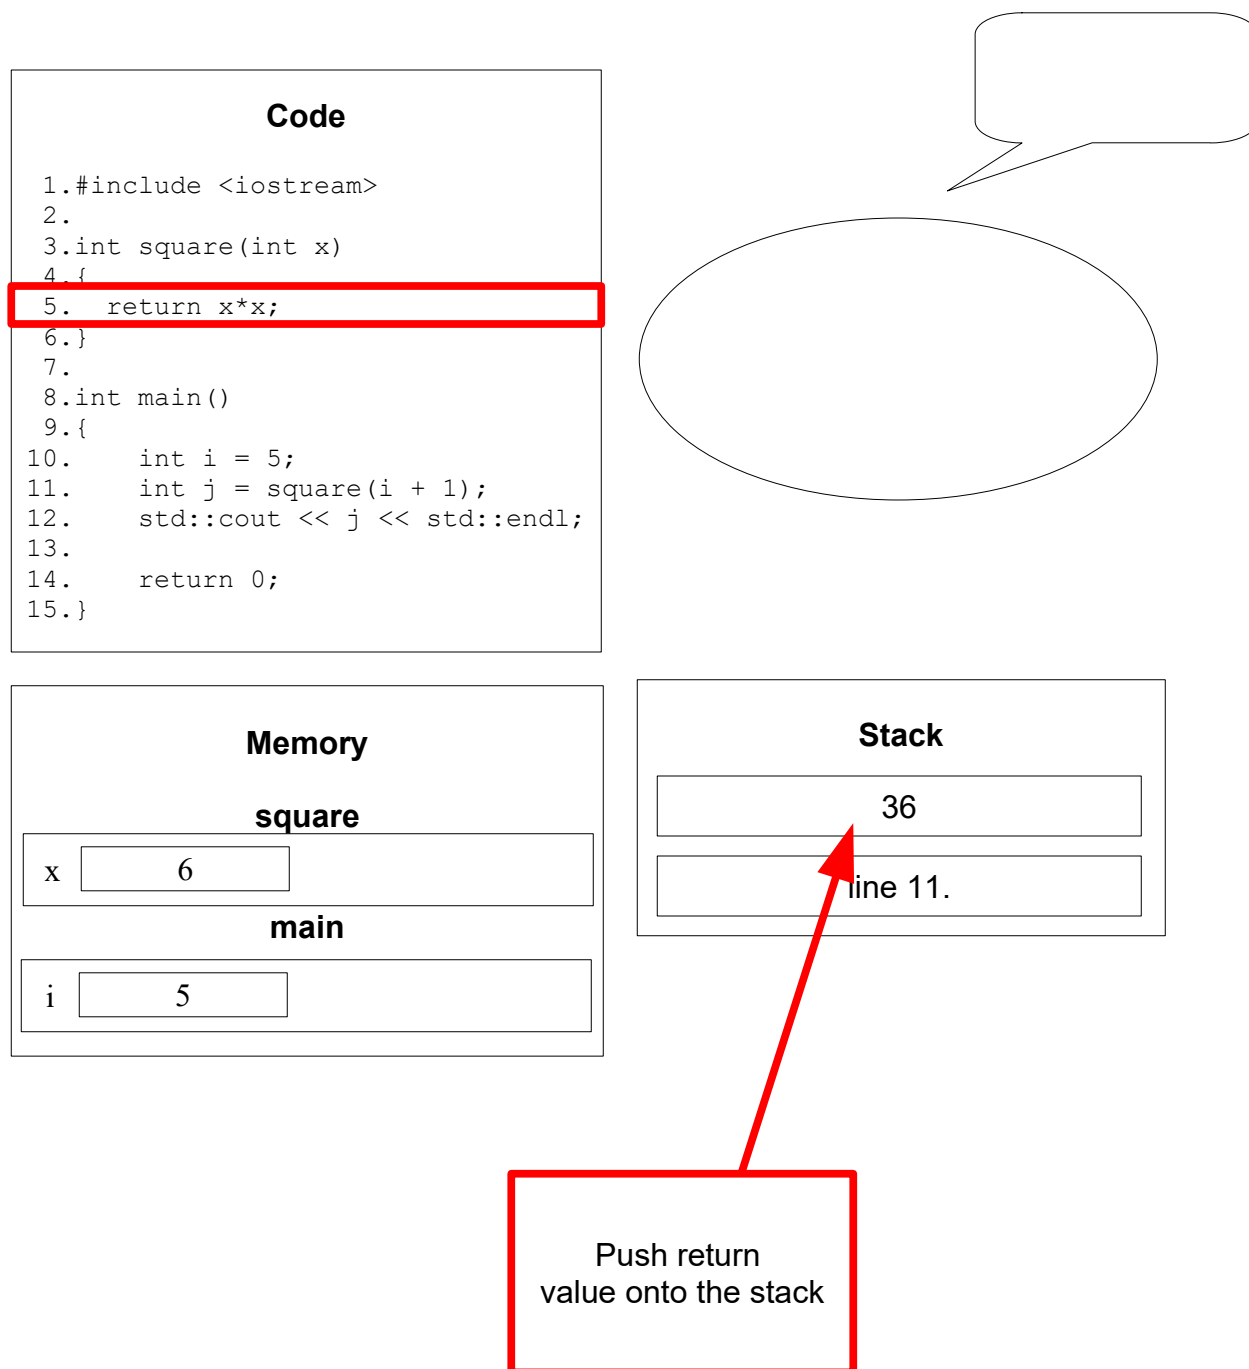 Code
1.#include <iostream>
2.
3.int square(int x)
4.{
5.  return x*x;
6.}
7.
8.int main()
9.{
10.    int i = 5;
11.    int j = square(i + 1);
12.    std::cout << j << std::endl;
13.
14.    return 0;
15.}
Memory
square
x 6
main
i 5
Stack
36
line 11.
Push return
value onto the stack